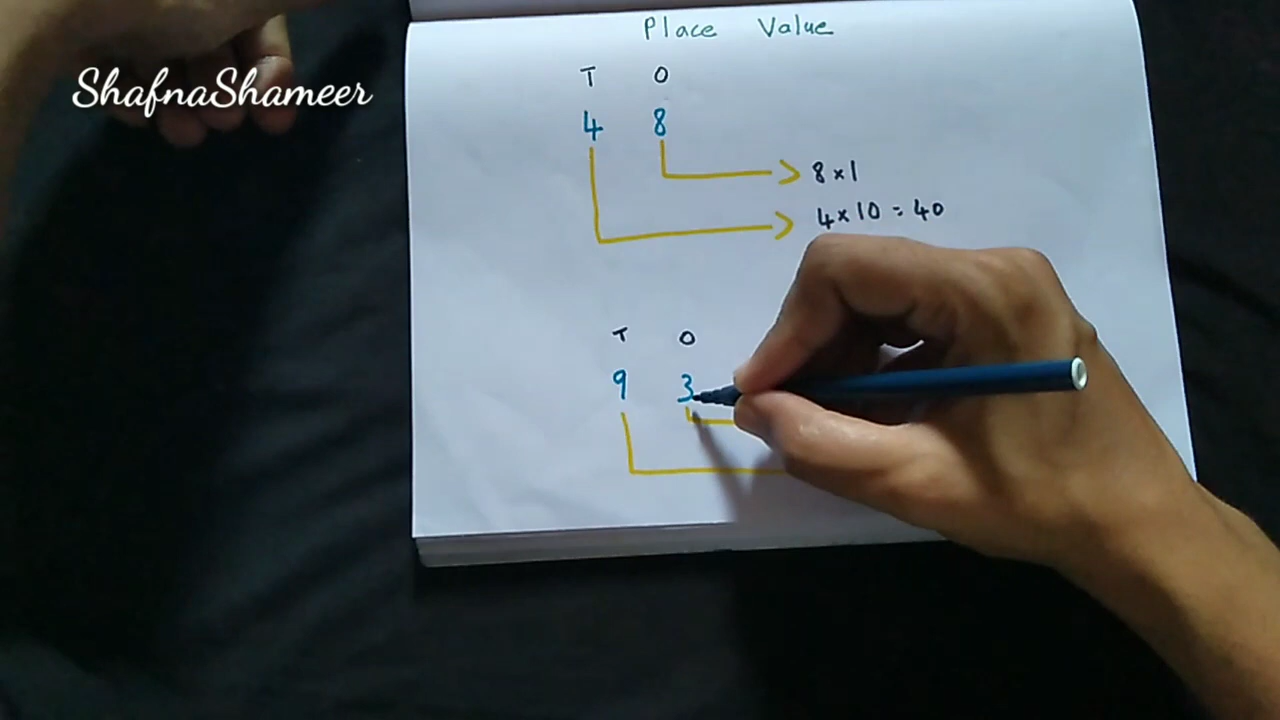 Place Value
ShafnaShameer
T O
4 8
8 × 1
4 × 10 = 40
T O
9 3